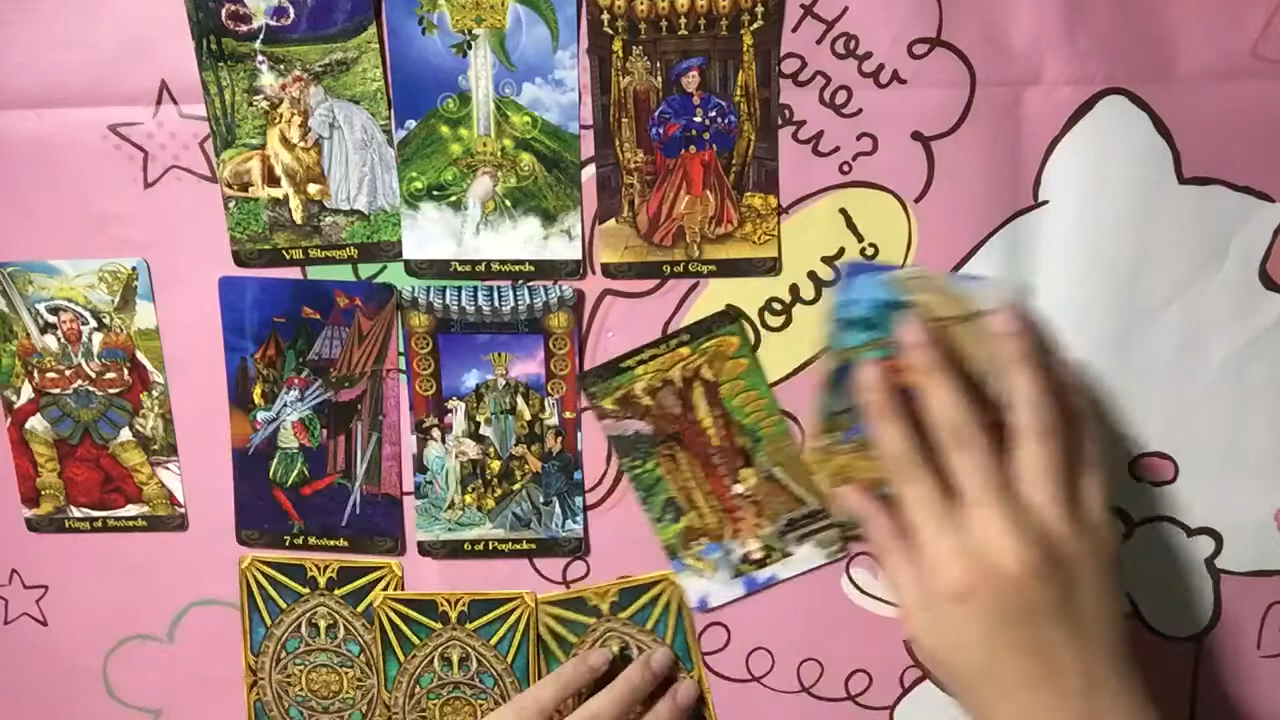 How
are
you?
VIII Strength
Ace of Swords
9 of Cups
King of Swords
7 of Swords
6 of Pentacles